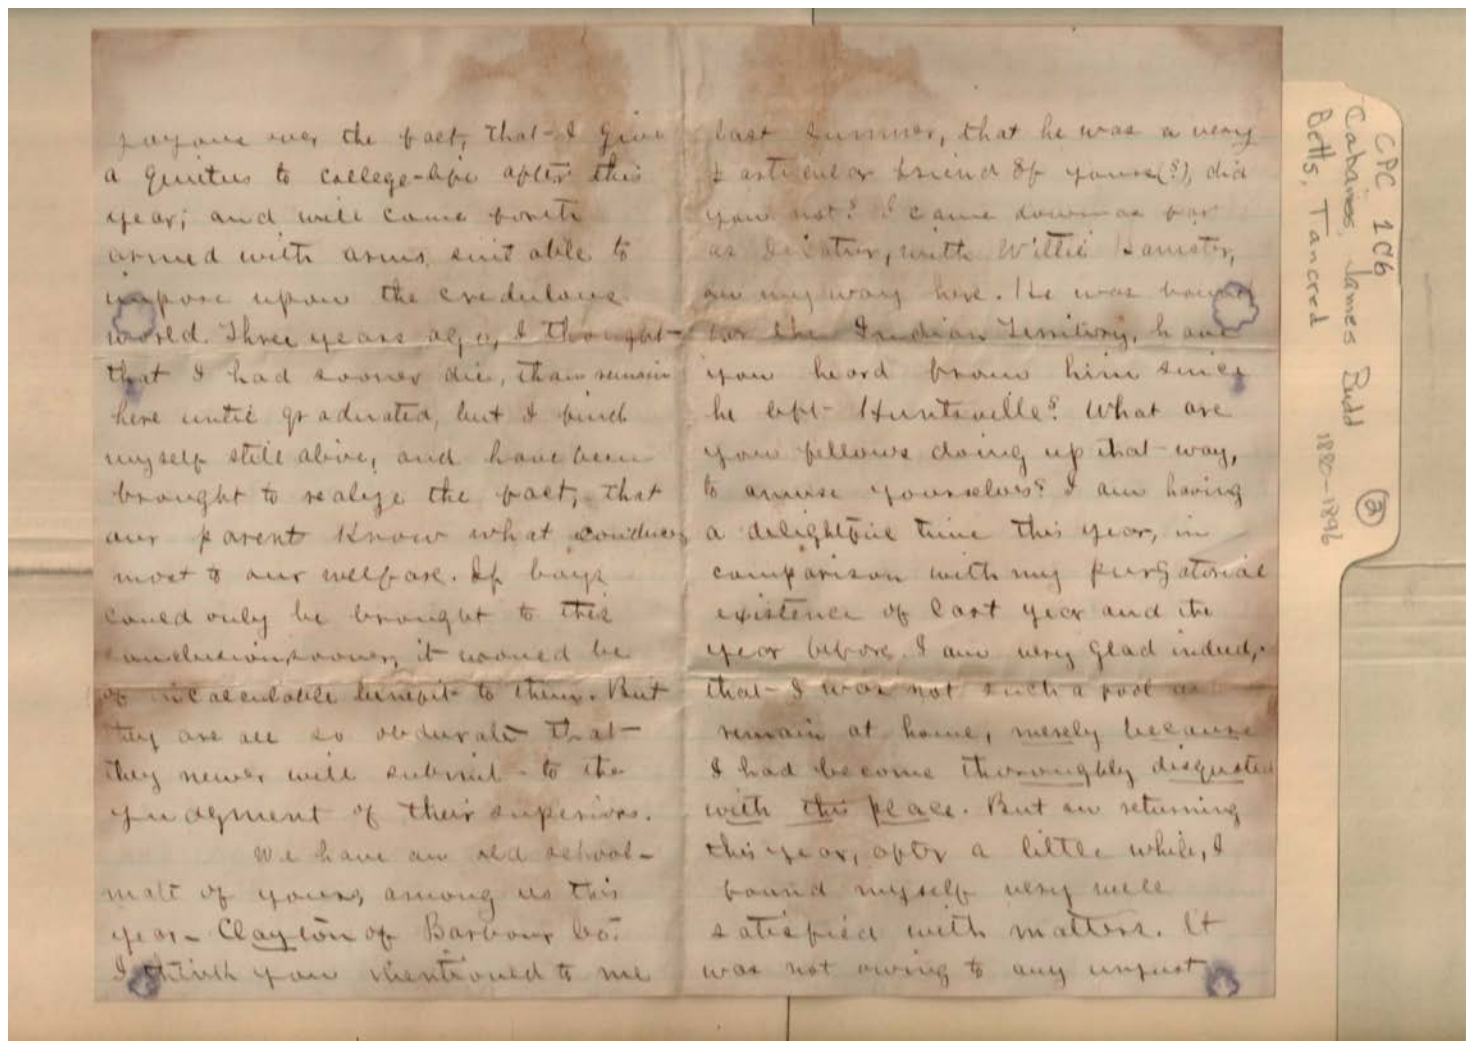 joyous over the fact, that I give
a quietus to college-life after this
year; and will come forth
armed with arms suitable to
impose upon the credulous
world. Three years ago, I thought
that I had sooner die, than remain
here until graduated, but I find
myself still alive, and have been
brought to realize the fact, that
our parent know what conduces
most to our welfare. If boys
could only be brought to this
conclusion sooner, it would be
of incalculable benefit to them. But
they are all so obdurate that
they never will submit to the
judgment of their superiors.
We have an old school-
mate of yours, among us this
year - Clayton of Barbour Co.
I think you mentioned to me
last summer, that he was a very
particular friend of yours(?), did
you not? I came down as far
as Decatur, with Willie Banister,
on my way here. He was bound
for the Indian Territory, have
you heard from him since
he left Huntsville? What are
you fellows doing up that way,
to amuse yourselves? I am having
a delightful time this year, in
comparison with my purgatorial
existence of last year and the
year before. I am very glad indeed,
that I was not such a fool as
remain at home, merely because
I had become thoroughly disgusted
with this place. But on returning
this year, after a little while, I
found myself very well
satisfied with matters. It
was not owing to any unjust
CPC 1C6
Cabaniss, James Budd
Betts, Tancred
(2)
1880-1896